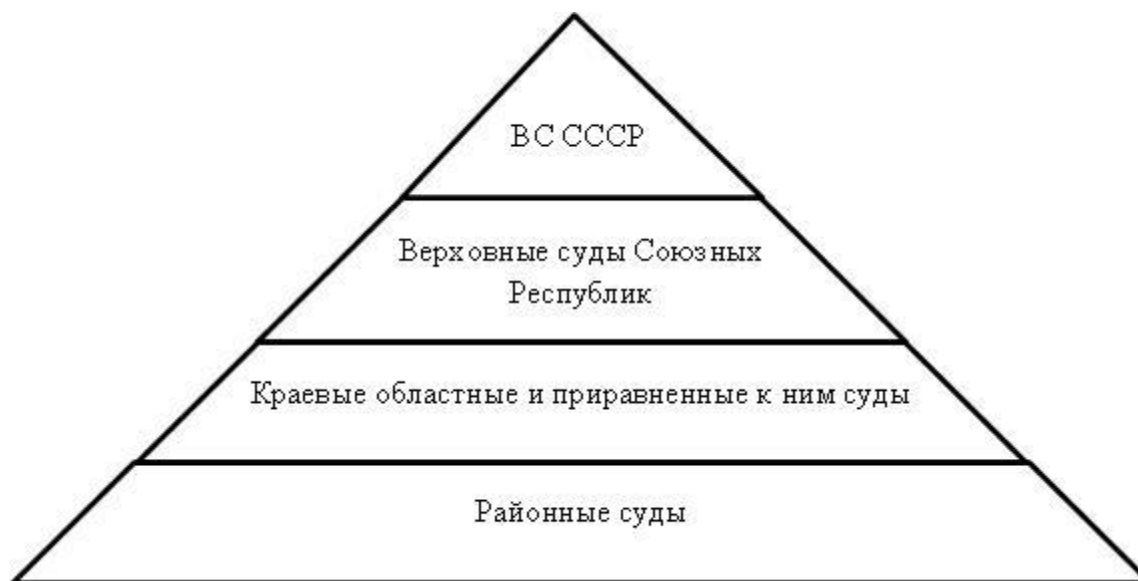 ВС СССР
Верховные суды Союзных
Республик
Краевые областные и приравненные к ним суды
Районные суды